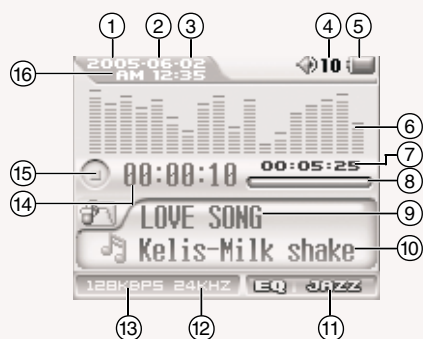 ① ② ③ ④ ⑤
2005-06-02 10
⑯ AM 12:35
⑥
00:05:25 ⑦
⑮ 00:00:10 ⑧
⑭
LOVE SONG ⑨
Kelis-Milk shake ⑩
128KBPS 24KHZ EQ JAZZ
⑬ ⑫ ⑪